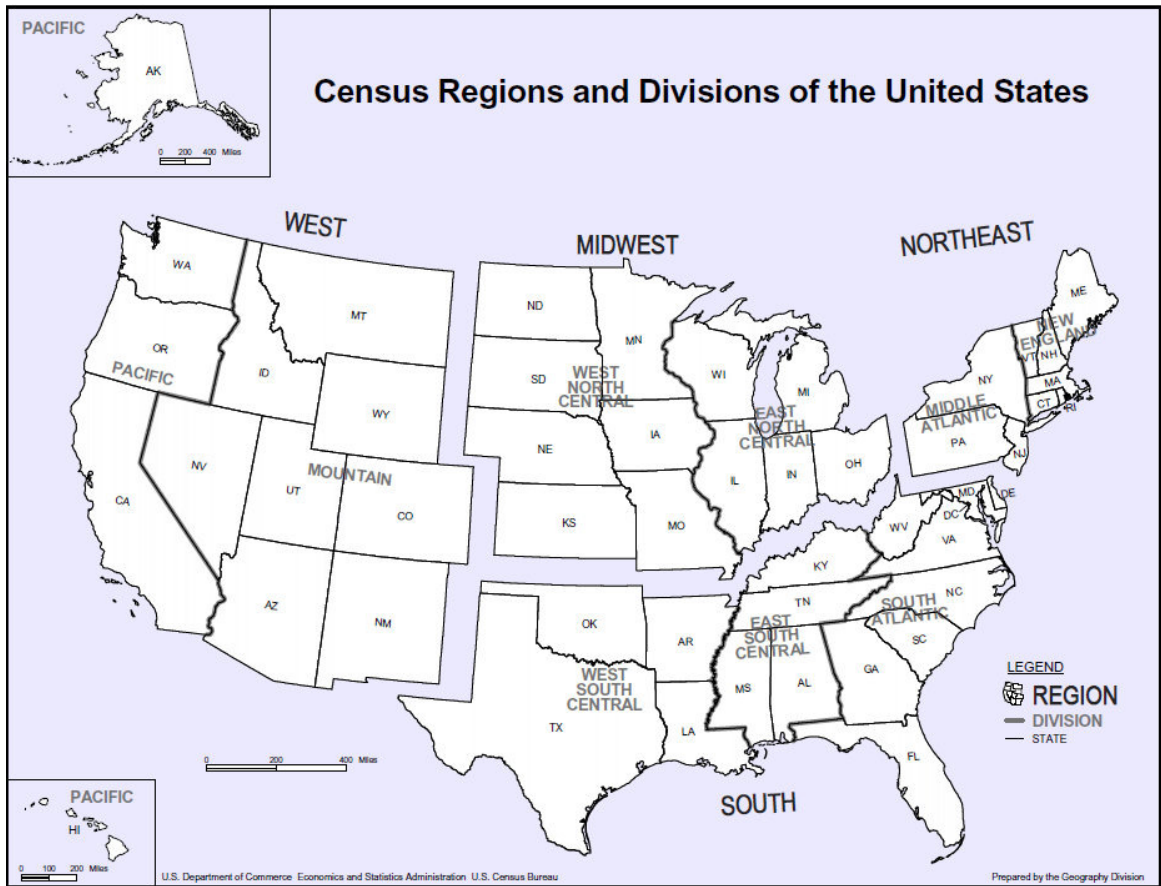 PACIFIC
AK
0 200 400 Miles
Census Regions and Divisions of the United States
WEST
MIDWEST
NORTHEAST
WA
MT
ND
MN
ME
OR
ID
SD
WI
MI
NY
VT
NH
NEW
ENGLAND
PACIFIC
WY
WEST
NORTH
CENTRAL
MA
CT
RI
MIDDLE
ATLANTIC
NE
IA
EAST
NORTH
CENTRAL
PA
NJ
NV
MOUNTAIN
UT
CO
IL
IN
OH
CA
KS
MO
WV
MD
DE
DC
VA
KY
AZ
NM
OK
AR
TN
NC
SOUTH
ATLANTIC
SC
EAST
SOUTH
CENTRAL
WEST
SOUTH
CENTRAL
MS
AL
GA
TX
LA
FL
LEGEND
REGION
DIVISION
STATE
0 200 400 Miles
SOUTH
PACIFIC
HI
0 100 200 Miles
U.S. Department of Commerce Economics and Statistics Administration U.S. Census Bureau
Prepared by the Geography Division